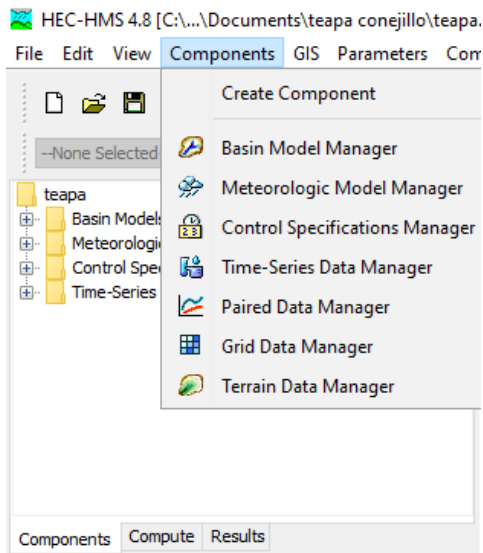 HEC-HMS 4.8 [C:\...\Documents\teapa conejillo\teapa.
File Edit View Components GIS Parameters Com
Create Component
--None Selected-
Basin Model Manager
teapa
Meteorologic Model Manager
Basin Models
Control Specifications Manager
Meteorologi
Control Spe
Time-Series Data Manager
Time-Series
Paired Data Manager
Grid Data Manager
Terrain Data Manager
Components Compute Results